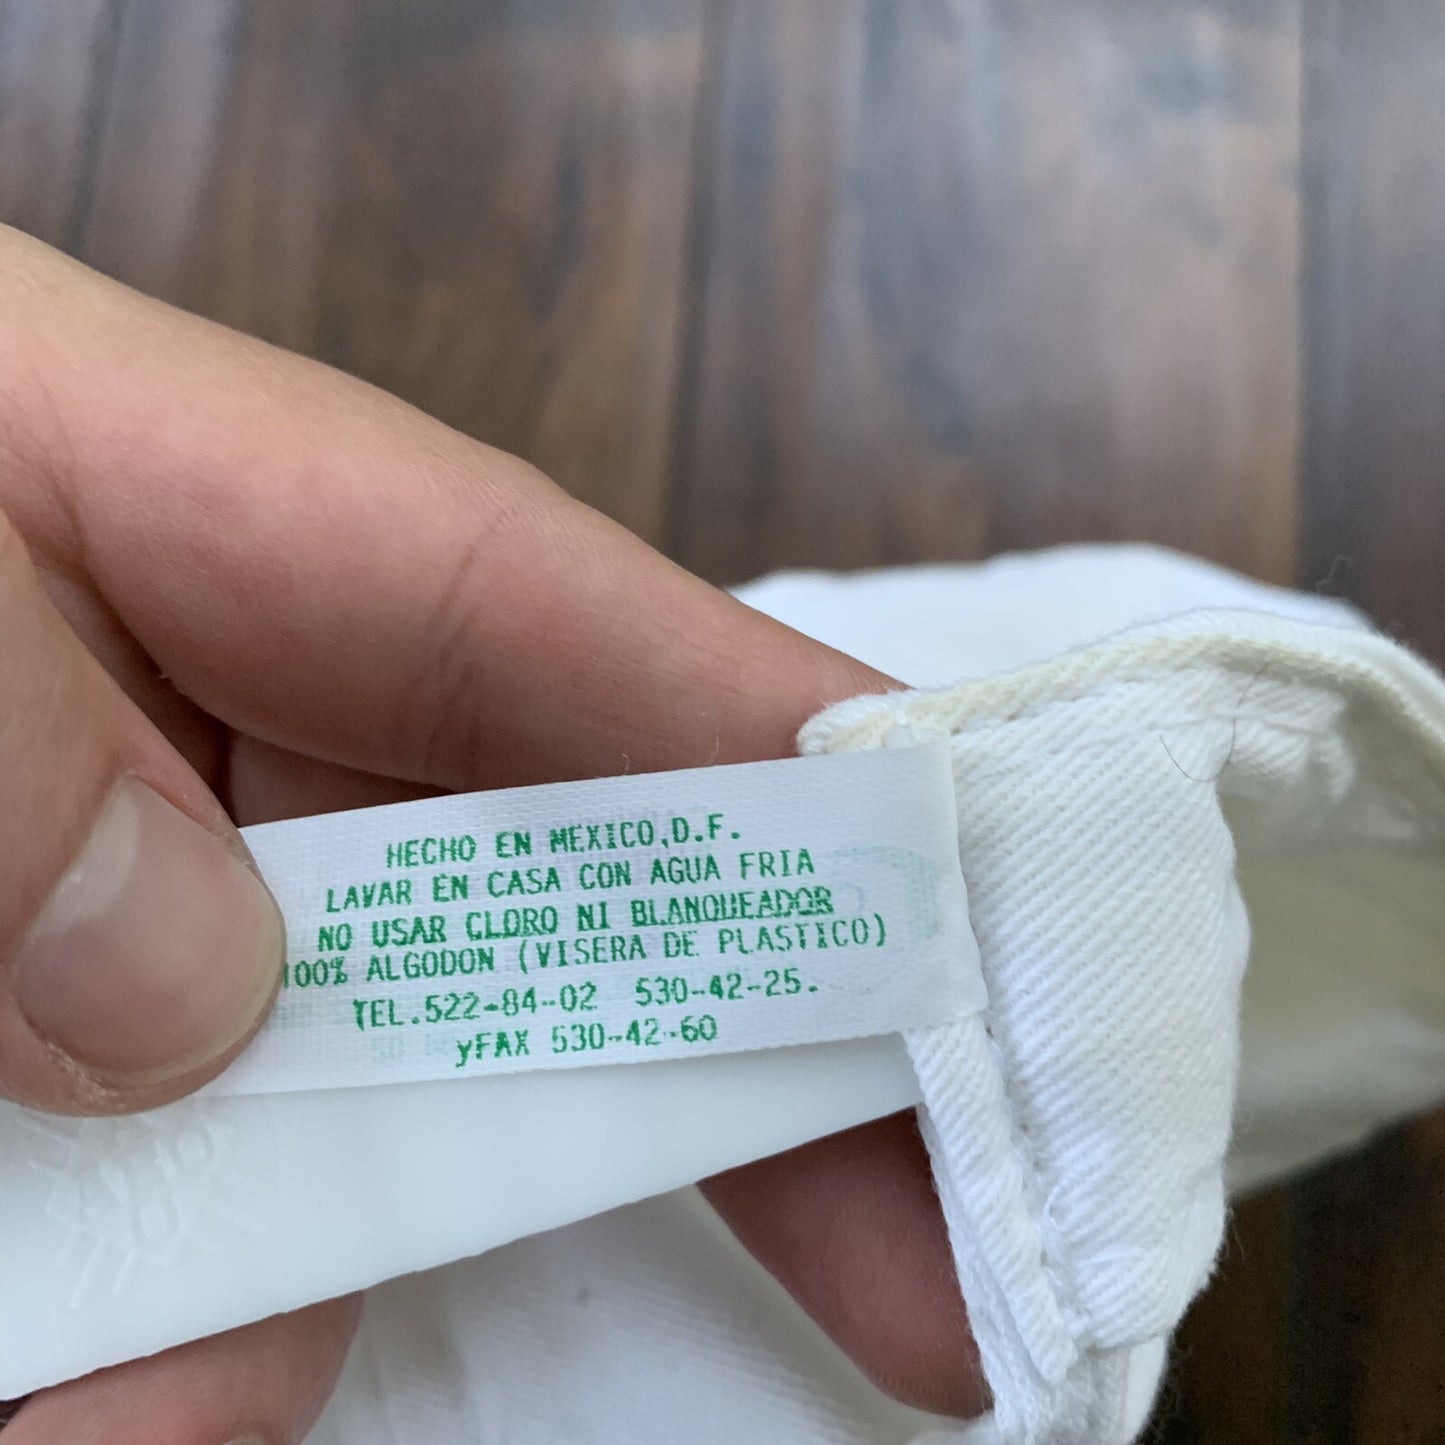 HECHO EN MEXICO,D.F.
LAVAR EN CASA CON AGUA FRIA
NO USAR CLORO NI BLANQUEADOR
100% ALGODON (VISERA DE PLASTICO)
TEL.522-84-02 530-42-25.
yFAX 530-42-60